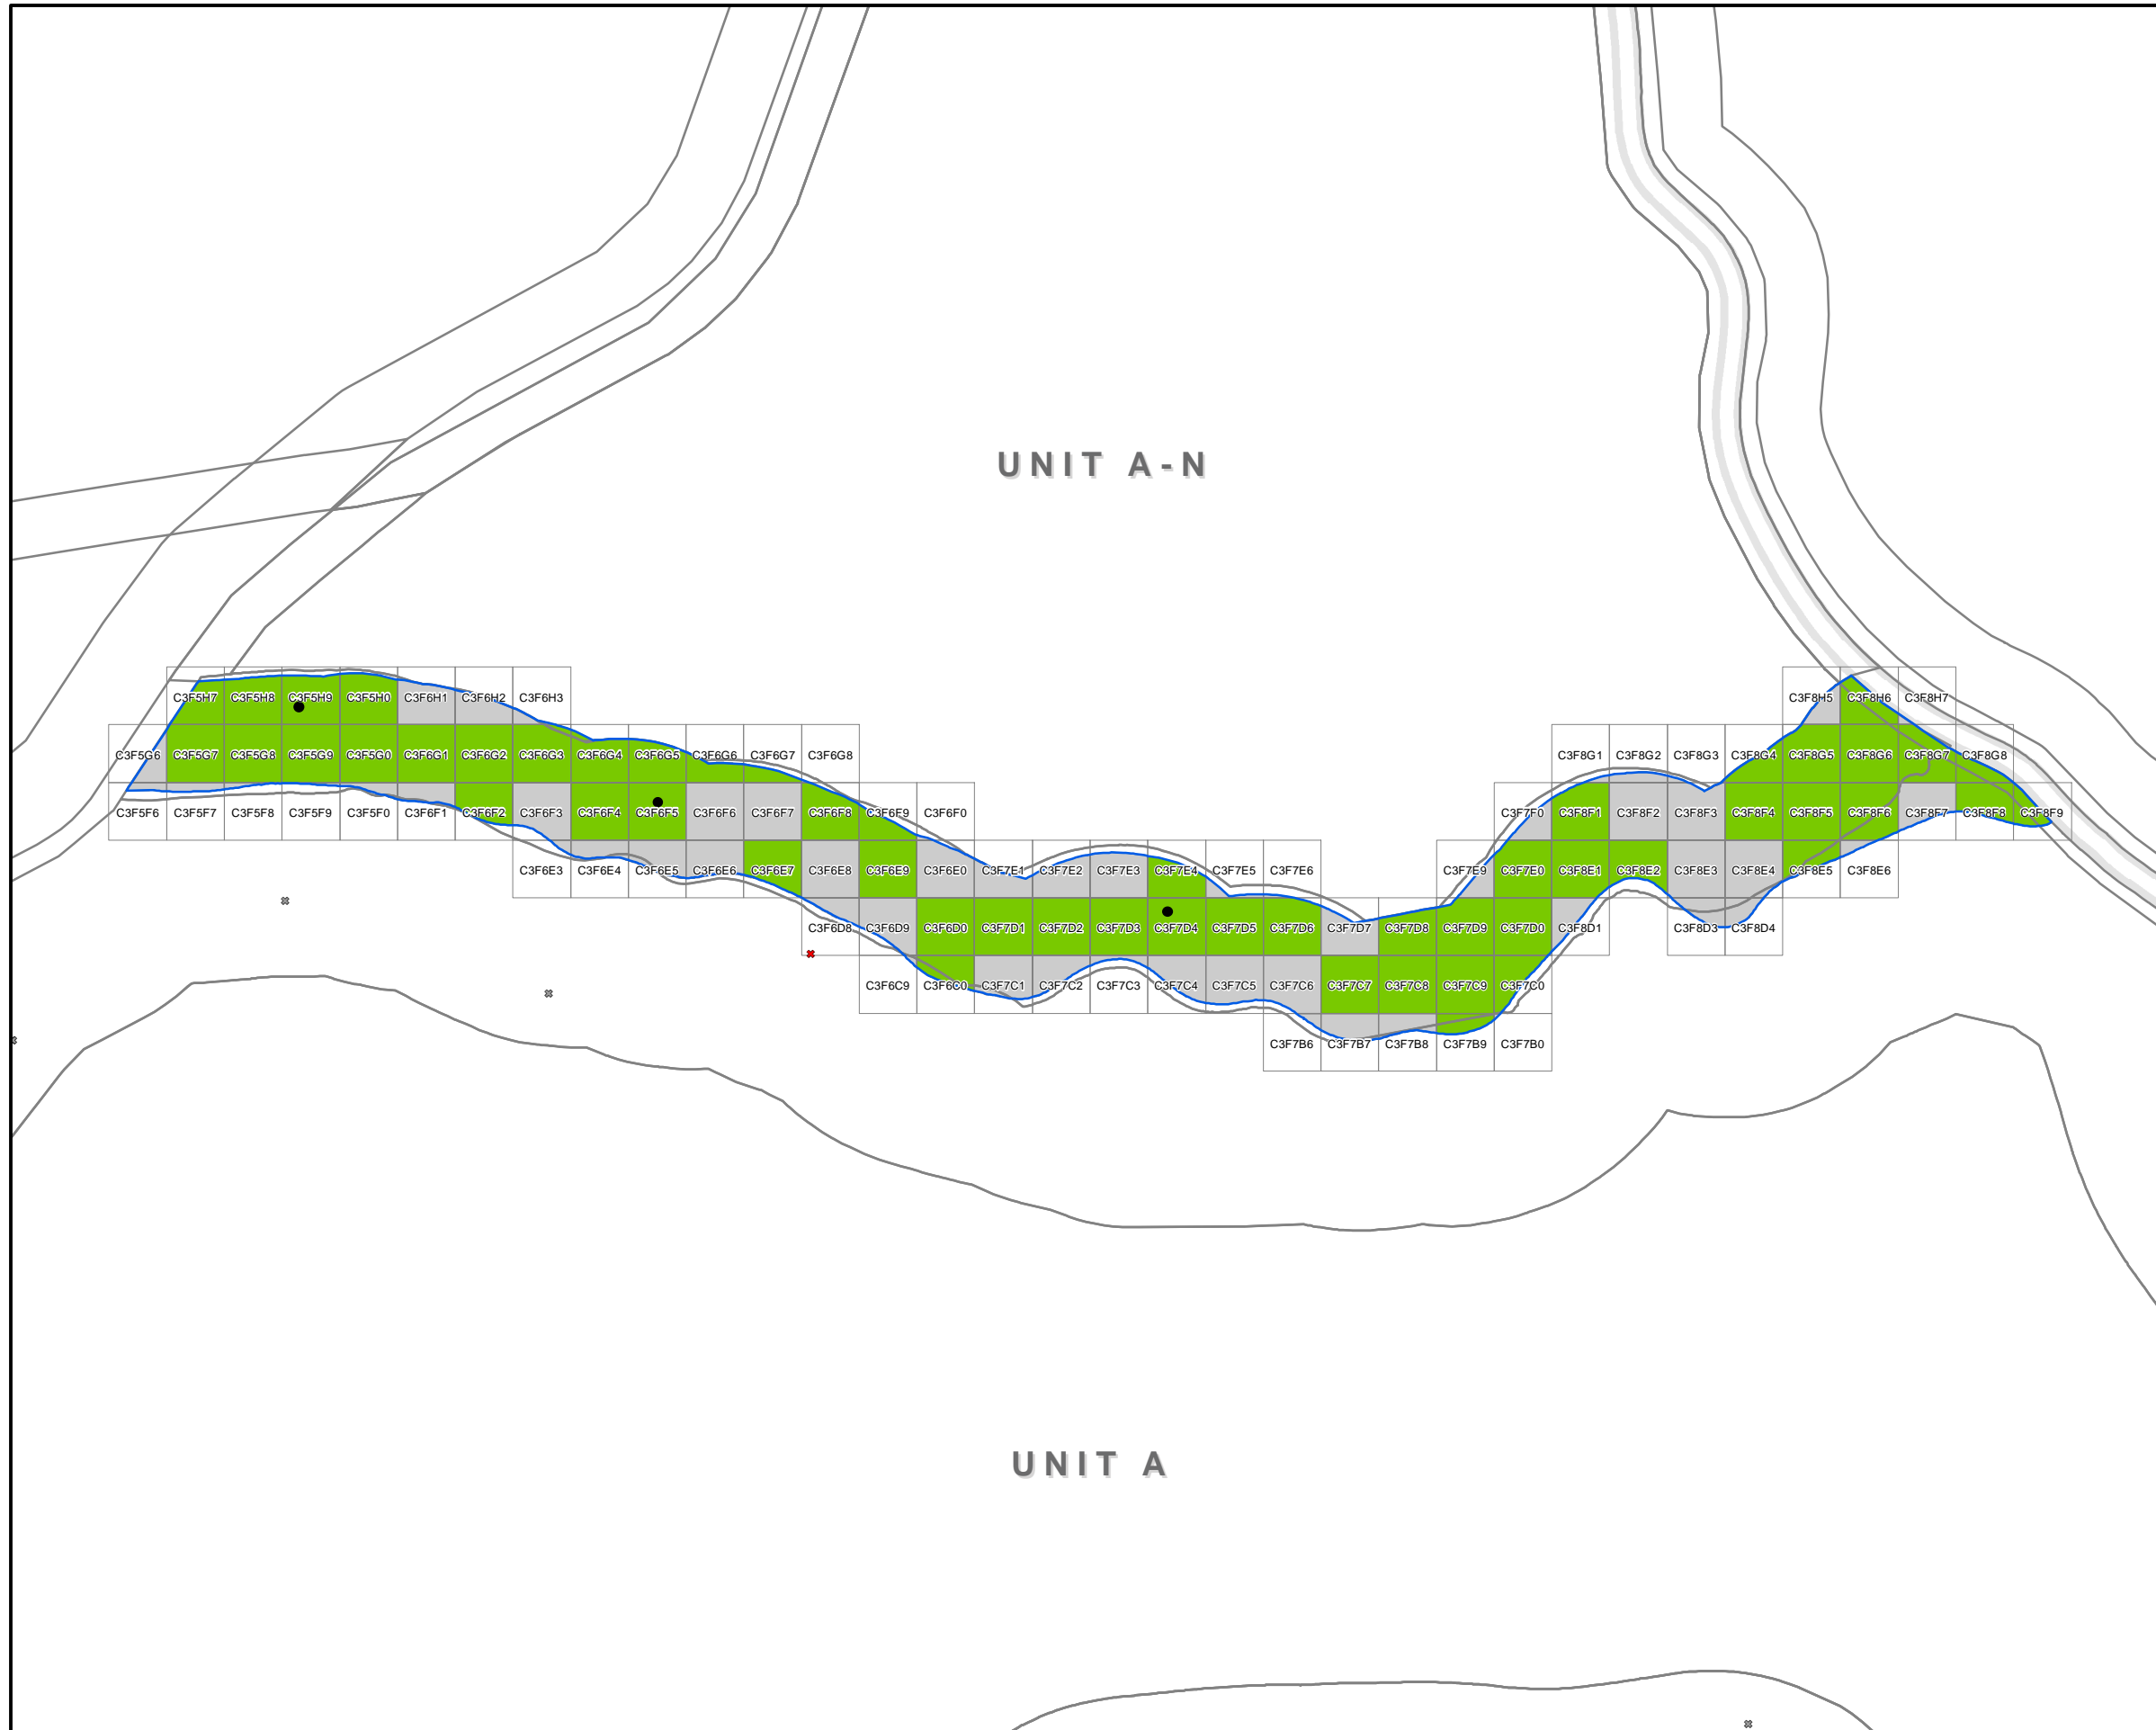 UNIT A-N
C3F5H7 C3F5H8 C3F5H9 C3F5H0 C3F6H1 C3F6H2 C3F6H3 C3F8H5 C3F8H6 C3F8H7
C3F5G6 C3F5G7 C3F5G8 C3F5G9 C3F5G0 C3F6G1 C3F6G2 C3F6G3 C3F6G4 C3F6G5 C3F6G6 C3F6G7 C3F6G8 C3F8G1 C3F8G2 C3F8G3 C3F8G4 C3F8G5 C3F8G6 C3F8G7 C3F8G8
C3F5F6 C3F5F7 C3F5F8 C3F5F9 C3F5F0 C3F6F1 C3F6F2 C3F6F3 C3F6F4 C3F6F5 C3F6F6 C3F6F7 C3F6F8 C3F6F9 C3F6F0 C3F7F0 C3F8F1 C3F8F2 C3F8F3 C3F8F4 C3F8F5 C3F8F6 C3F8F7 C3F8F8 C3F8F9
C3F6E3 C3F6E4 C3F6E5 C3F6E6 C3F6E7 C3F6E8 C3F6E9 C3F6E0 C3F7E1 C3F7E2 C3F7E3 C3F7E4 C3F7E5 C3F7E6 C3F7E9 C3F7E0 C3F8E1 C3F8E2 C3F8E3 C3F8E4 C3F8E5 C3F8E6
C3F6D8 C3F6D9 C3F6D0 C3F7D1 C3F7D2 C3F7D3 C3F7D4 C3F7D5 C3F7D6 C3F7D7 C3F7D8 C3F7D9 C3F7D0 C3F8D1 C3F8D3 C3F8D4
C3F6C9 C3F6C0 C3F7C1 C3F7C2 C3F7C3 C3F7C4 C3F7C5 C3F7C6 C3F7C7 C3F7C8 C3F7C9 C3F7C0
C3F7B6 C3F7B7 C3F7B8 C3F7B9 C3F7B0
UNIT A